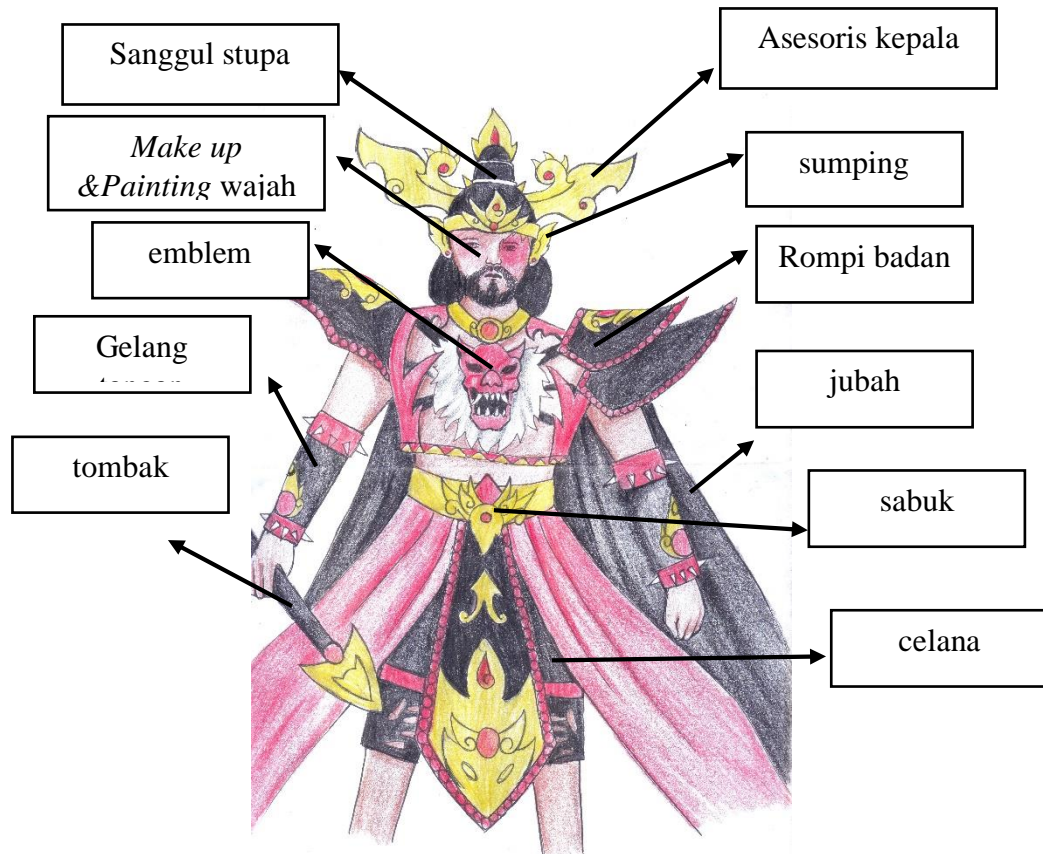 Sanggul stupa
Asesoris kepala
Make up
&Painting wajah
sumping
emblem
Rompi badan
Gelang
jubah
tombak
sabuk
celana